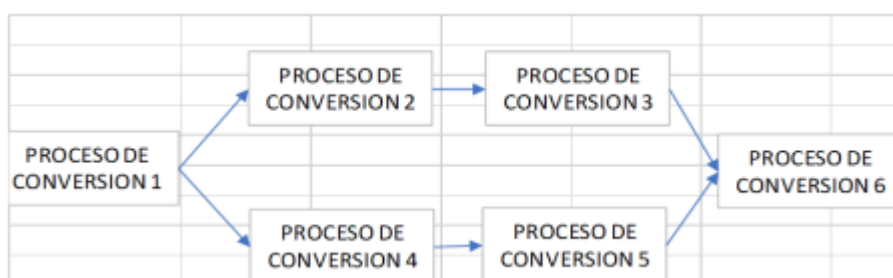 PROCESO DE
CONVERSION 1
PROCESO DE
CONVERSION 2
PROCESO DE
CONVERSION 3
PROCESO DE
CONVERSION 4
PROCESO DE
CONVERSION 5
PROCESO DE
CONVERSION 6